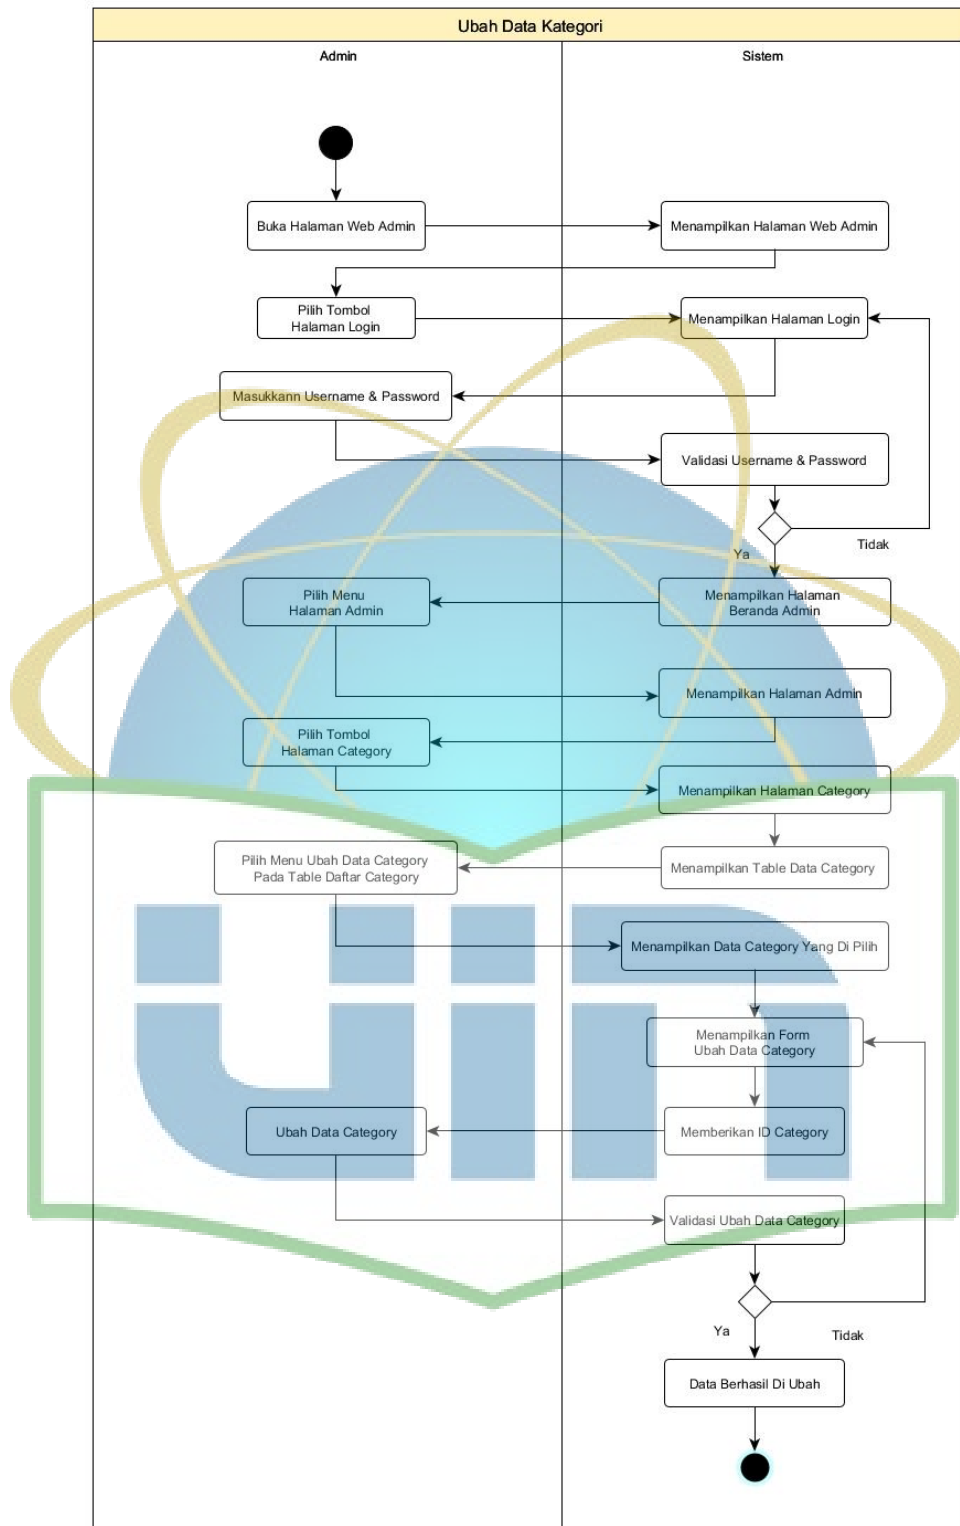 Ubah Data Kategori
Admin
Sistem
Buka Halaman Web Admin
Menampilkan Halaman Web Admin
Pilih Tombol
Halaman Login
Menampilkan Halaman Login
Masukkann Username & Password
Validasi Username & Password
Ya
Tidak
Pilih Menu
Halaman Admin
Menampilkan Halaman
Beranda Admin
Menampilkan Halaman Admin
Pilih Tombol
Halaman Category
Menampilkan Halaman Category
Pilih Menu Ubah Data Category
Pada Table Daftar Category
Menampilkan Table Data Category
Menampilkan Data Category Yang Di Pilih
Menampilkan Form
Ubah Data Category
Ubah Data Category
Memberikan ID Category
Validasi Ubah Data Category
Ya
Tidak
Data Berhasil Di Ubah
uin